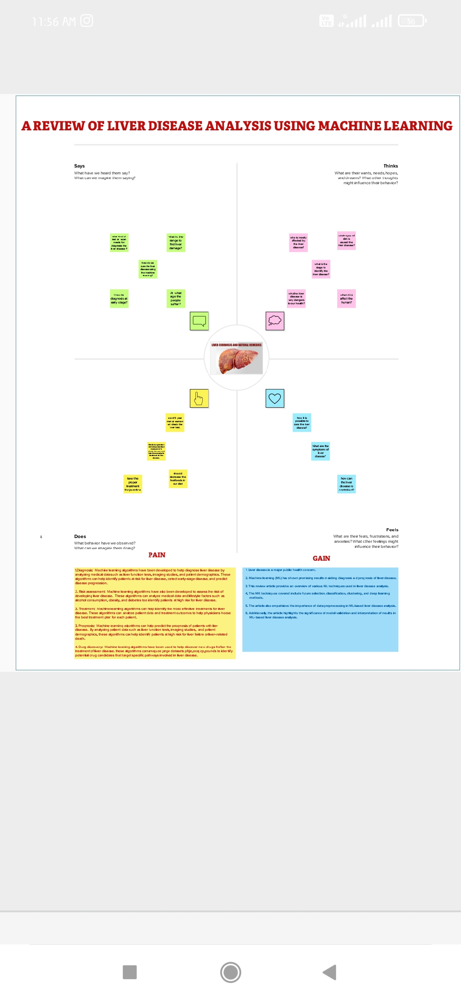 11:56 AM
Vo
LTE
4G
56
A REVIEW OF LIVER DISEASE ANALYSIS USING MACHINE LEARNING
Says
What have we heard them say?
What can we imagine them saying?
Thinks
What are their wants, needs, hopes,
and dreams? What other thoughts
might influence their behavior?
what kind of
test or scan
needs for
diagnosis the
liver disease ?
what is the
range to
find liver
damage?
how do we
cure the liver
disease using
the machine
learning?
How to
diagnosis at
early stage?
At what
age the
people
suffer ?
who is mostly
affected by
the liver
disease?
which type of
diet is
caused the
liver disease?
what is the
stage to
identify the
liver disease?
why the liver
disease is
very dangers
to our health?
when it is
affect the
human?
LIVER CIRRHOSIS AND NATURAL REMEDIES
year
man or women
will check the
liver test.
take the
proper
treatment
for jaundice
should
decrease the
fastfoods in
our diet
how it is
possible to
cure the liver
disease?
What are the
symptoms of
liver
disease?
how can
the liver
disease is
controlled?
Does
What behavior have we observed?
What can we imagine them doing?
Feels
What are their fears, frustrations, and
anxieties? What other feelings might
influence their behavior?
PAIN
1.Diagnosis: Machine learning algorithms have been developed to help diagnose liver disease by
analyzing medical data such as liver function tests, imaging studies, and patient demographics. These
algorithms can help identify patients at risk for liver disease, detect early-stage disease, and predict
disease progression.
2. Risk assessment: Machine learning algorithms have also been developed to assess the risk of
developing liver disease. These algorithms can analyze medical data and lifestyle factors such as
alcohol consumption, obesity, and diabetes too identify patients at high risk for liver disease.
3. Treatment: Machine learning algorithms can help identify the most effective treatments for liver
disease. These algorithms can analyze patient data and treatment outcomes to help physicians hoose
the best treatment plan for each patient.
3. Prognosis: Machine learning algorithms can help predict the prognosis of patients with lier
disease. By analyzing patient data such as liver function tests, imaging studies, and patient
demographics, these algorithms can help identify patients at high risk for liver failure orliver-related
death.
4. Durg discovery: Machine learning algorithms have been used to help discover new drugs the
treatment of liver disease. these algorithms large datasets to identify
potential drug candidates that target specific pathways involved in liver disease.
GAIN
1. Liver disease is a major public health concern.
2. Machine learning (ML) has shown promising results in aiding diagnosis a d prognosis of liver disease.
3. This review article provides an overview of various NL techniques used in liver disease analysis.
4, The MK techniques covered include future selection, classification, clustering, and deep learning
methods.
5. The article also empahsizes the importance of data preprocessing in ML-based liver disease analysis.
6. Additionally, the article highlights the significance of model validation and interpretation of results in
ML- based liver disease analysis.